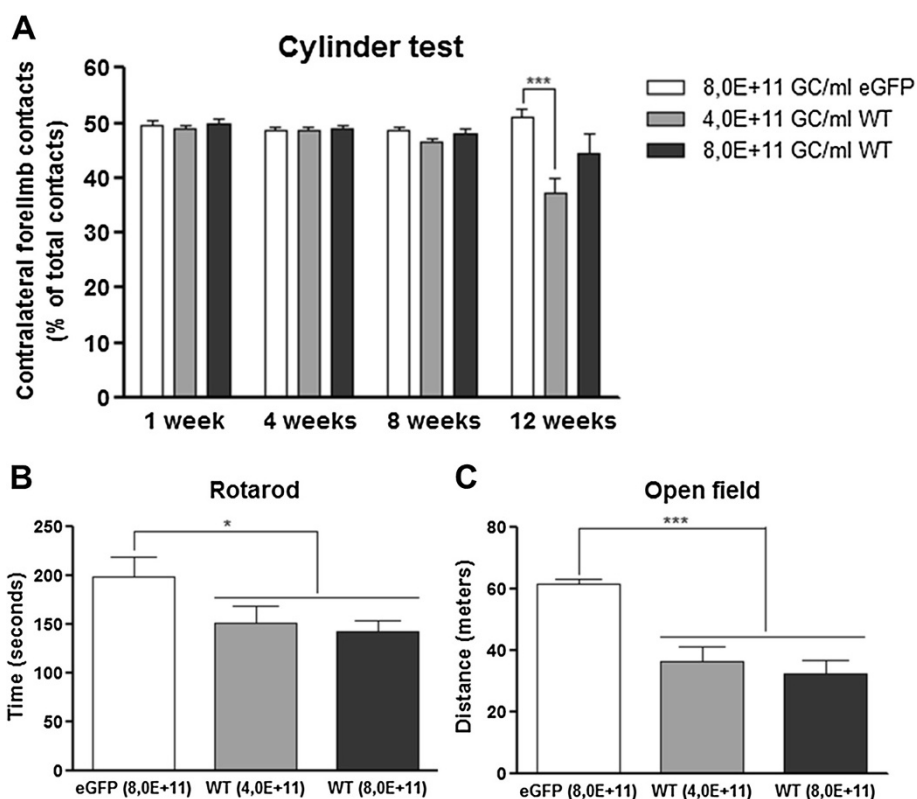 A
Cylinder test
Contralateral forelimb contacts
(% of total contacts)
60
50
40
30
20
10
0
***
1 week 4 weeks 8 weeks 12 weeks
8,0E+11 GC/ml eGFP
4,0E+11 GC/ml WT
8,0E+11 GC/ml WT
B
Rotarod
Time (seconds)
250
200
150
100
50
0
*
eGFP (8,0E+11) WT (4,0E+11) WT (8,0E+11)
C
Open field
Distance (meters)
80
60
40
20
0
***
eGFP (8,0E+11) WT (4,0E+11) WT (8,0E+11)